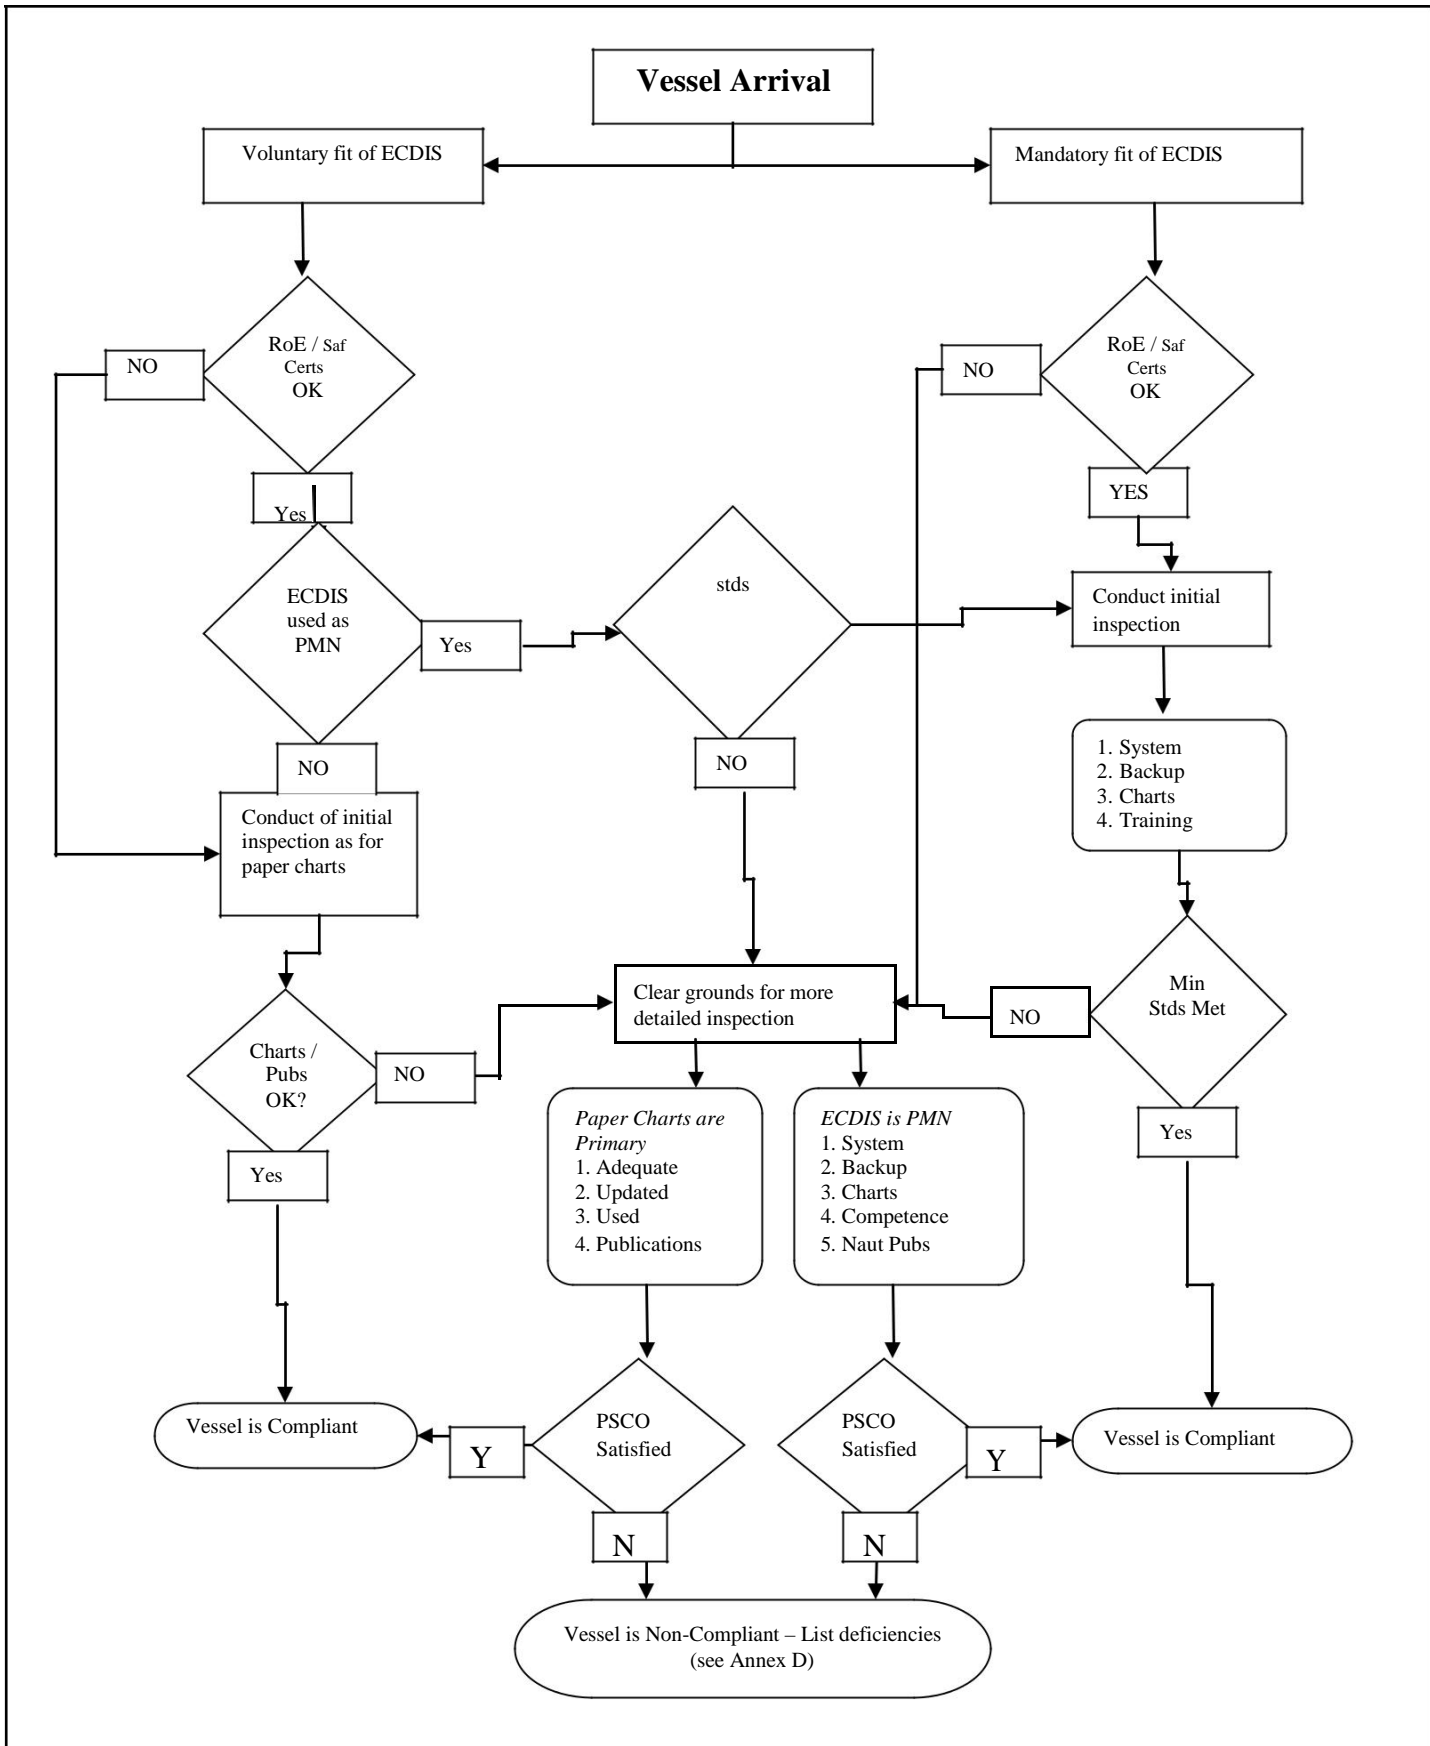 Vessel Arrival
Voluntary fit of ECDIS
Mandatory fit of ECDIS
RoE / Saf
Certs
OK
NO
RoE / Saf
Certs
OK
NO
Yes
YES
ECDIS
used as
PMN
Yes
stds
Conduct initial
inspection
NO
NO
1. System
2. Backup
3. Charts
4. Training
Conduct of initial
inspection as for
paper charts
Clear grounds for more
detailed inspection
Min
Stds Met
NO
Charts /
Pubs
OK?
NO
Yes
Yes
Paper Charts are
Primary
1. Adequate
2. Updated
3. Used
4. Publications
ECDIS is PMN
1. System
2. Backup
3. Charts
4. Competence
5. Naut Pubs
Vessel is Compliant
Y
PSCO
Satisfied
PSCO
Satisfied
Y
Vessel is Compliant
N
N
Vessel is Non-Compliant – List deficiencies
(see Annex D)